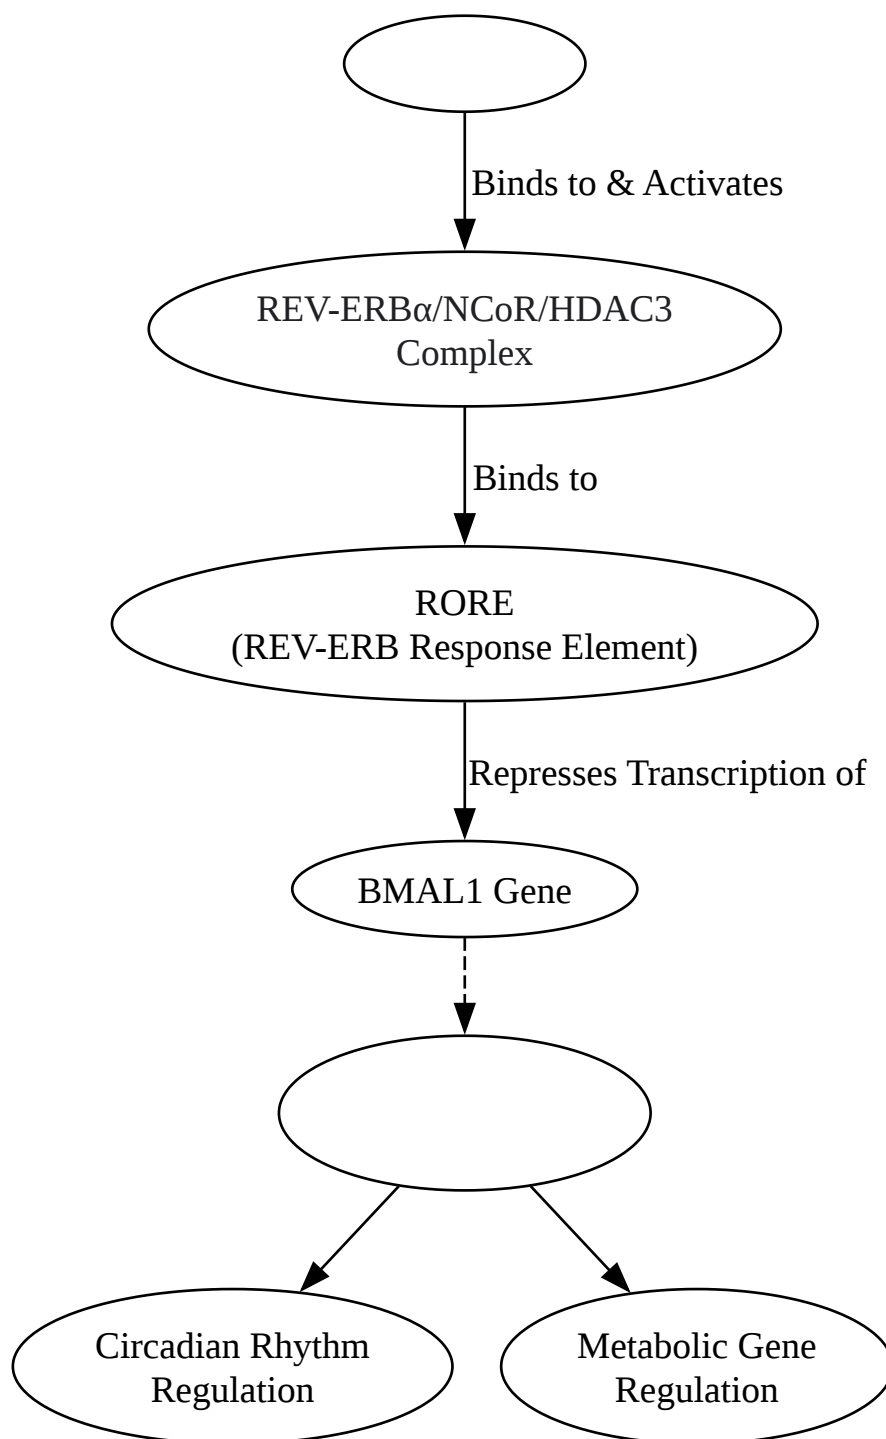 Binds to & Activates
REV-ERBα/NCoR/HDAC3
Complex
Binds to
RORE
(REV-ERB Response Element)
Represses Transcription of
BMAL1 Gene
Circadian Rhythm
Regulation
Metabolic Gene
Regulation